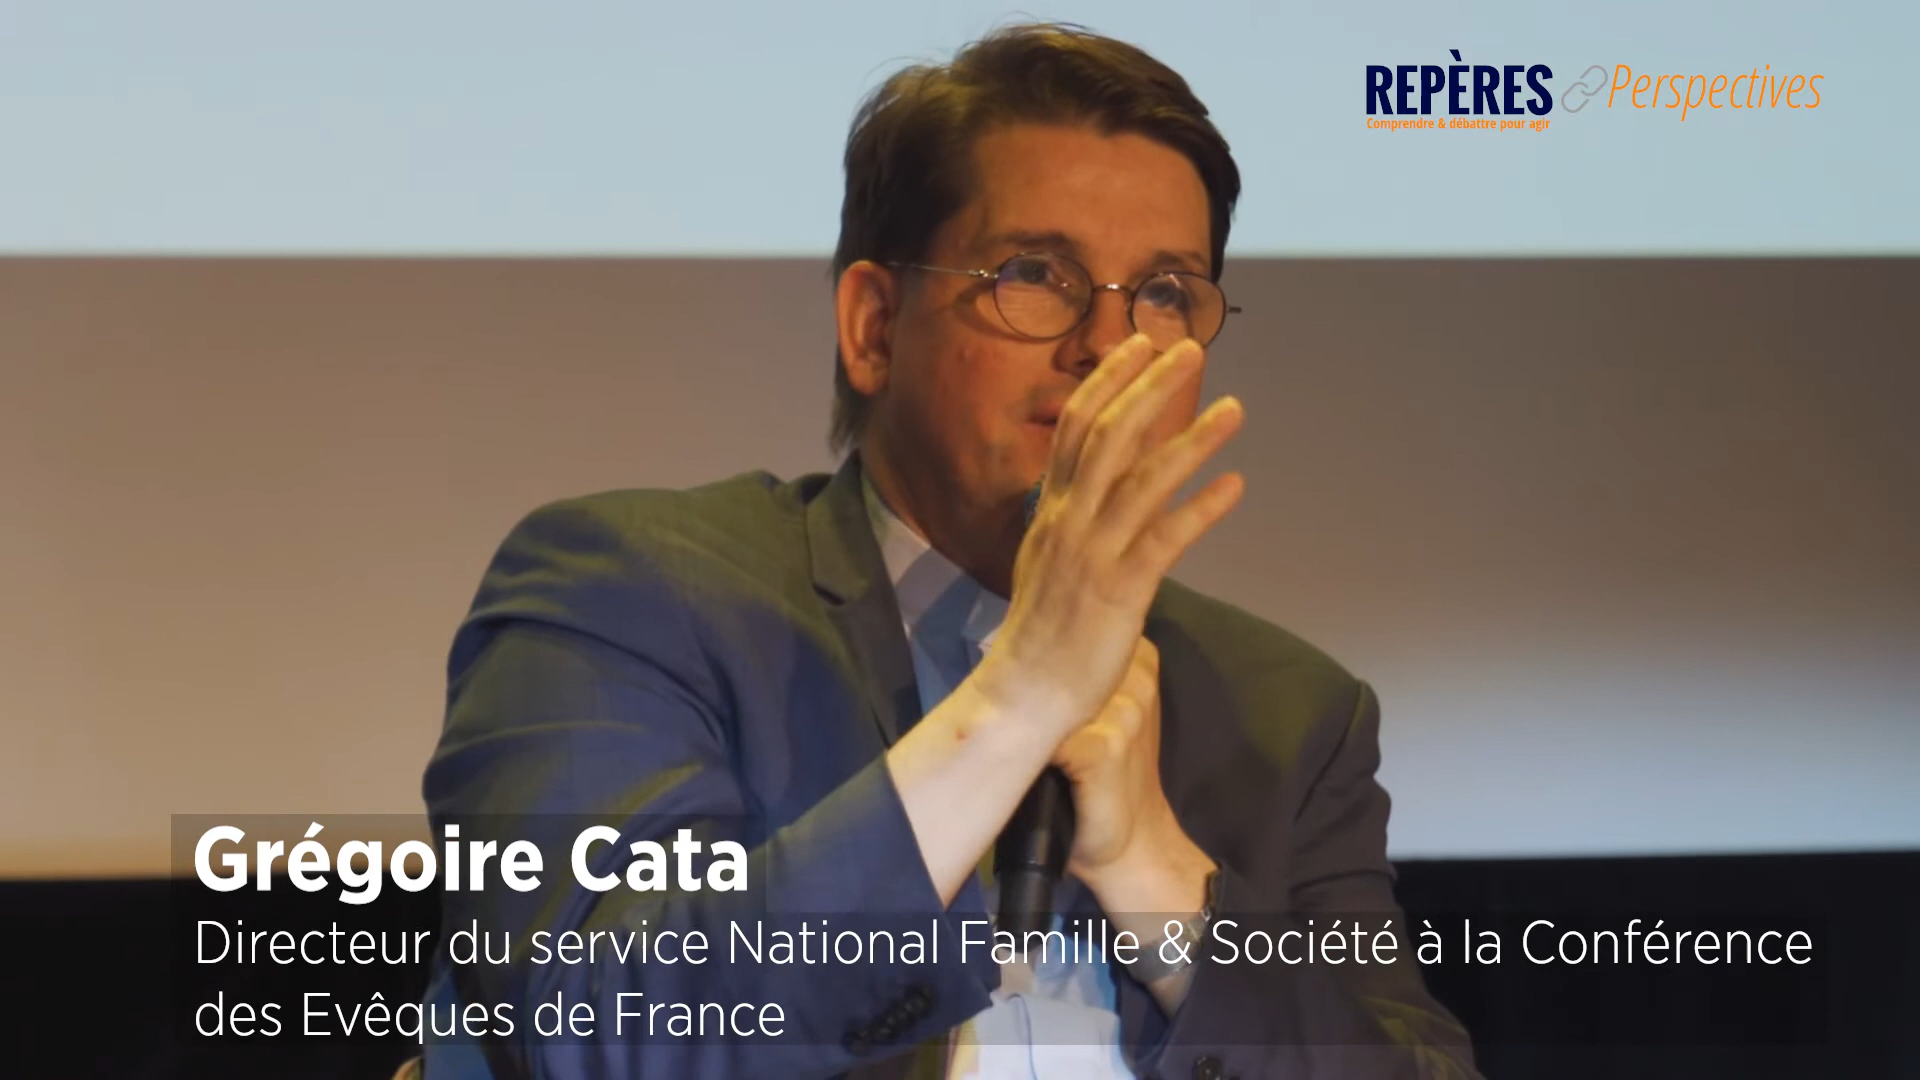 REPÈRES Perspectives
Comprendre & débattre pour agir
Grégoire Cata
Directeur du service National Famille & Société à la Conférence
des Evêques de France